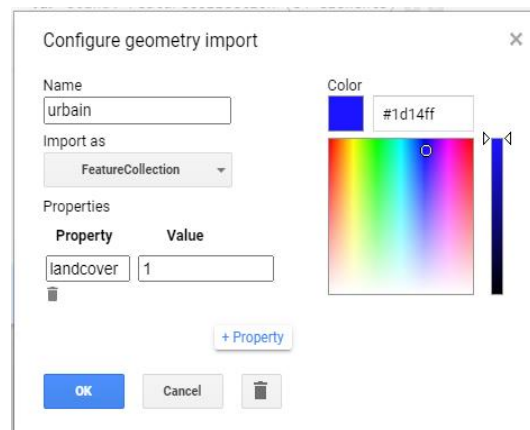 Configure geometry import
Name
urbain
Import as
FeatureCollection
Properties
Property Value
landcover 1
+ Property
OK Cancel
Color
#1d14ff